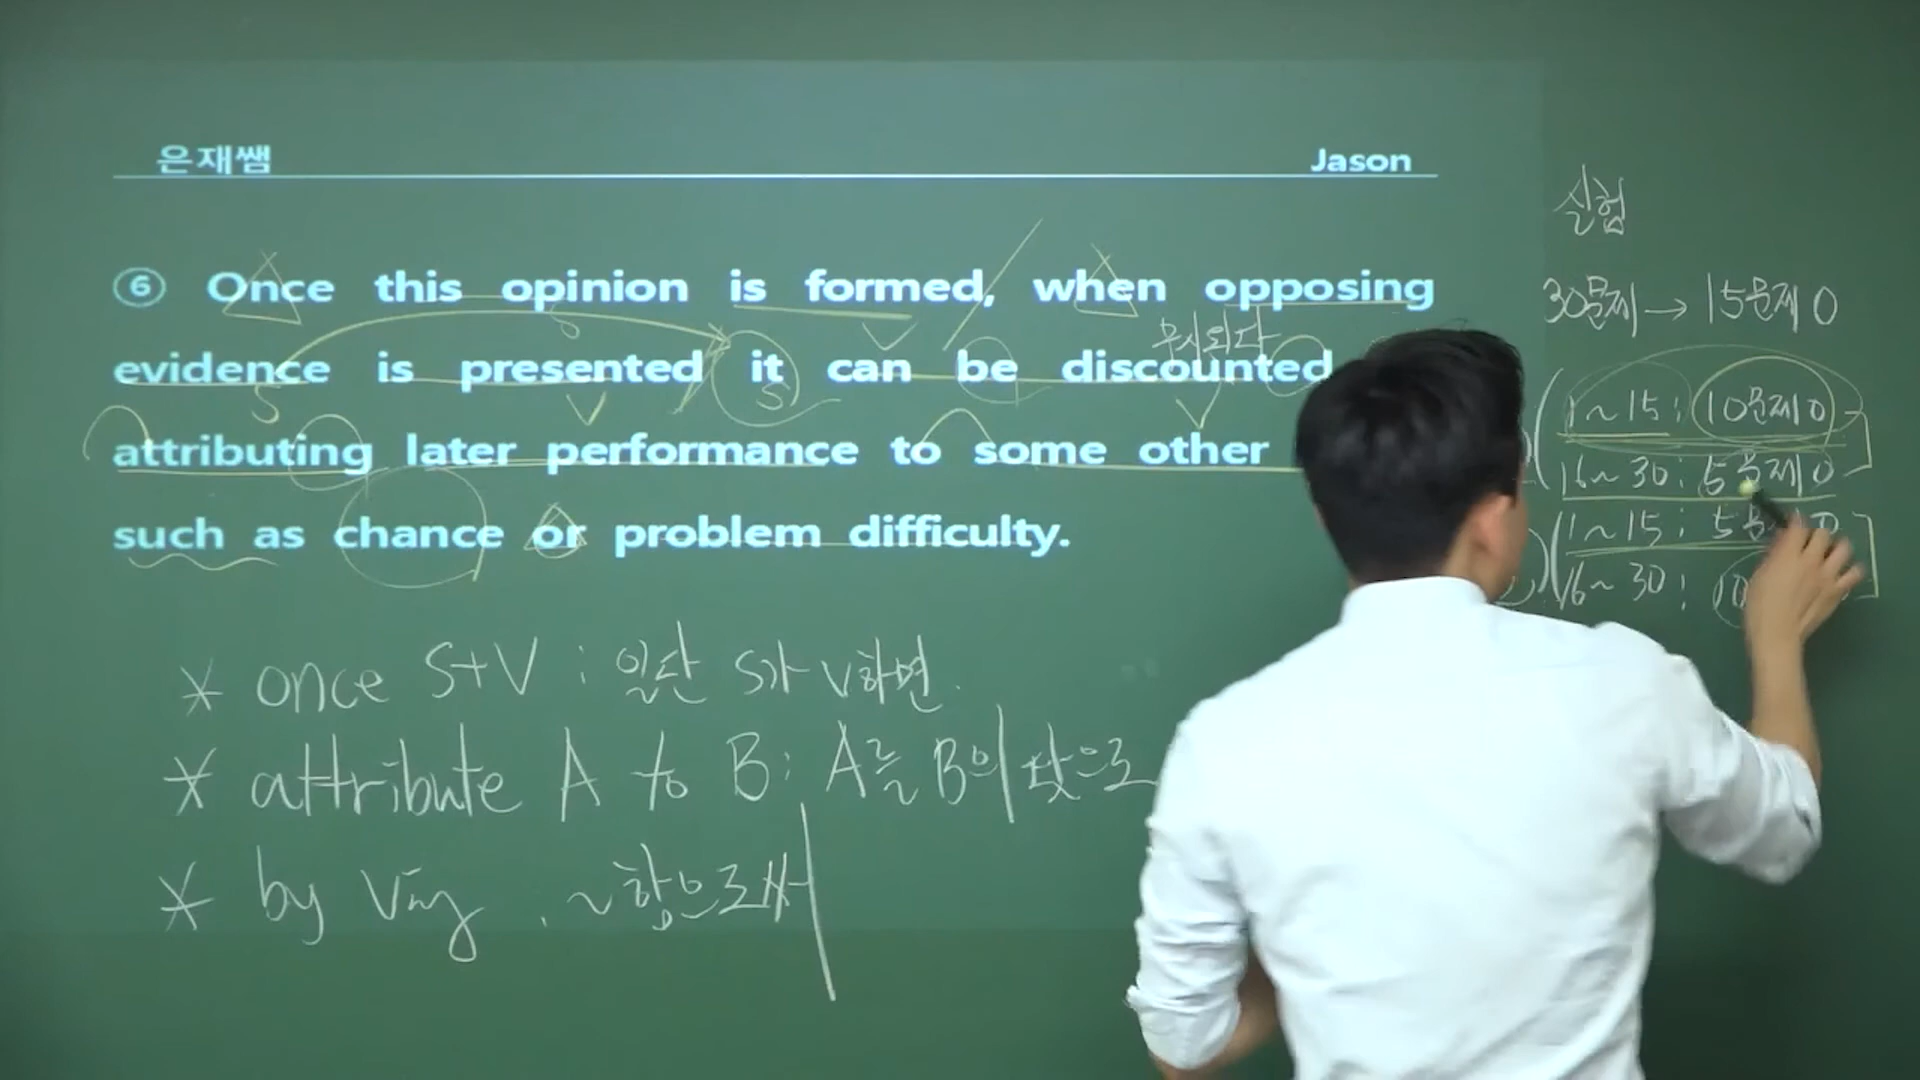 은재쌤 Jason
⑥ Once this opinion is formed, when opposing
무시되다
evidence is presented it can be discounted
S V S V
attributing later performance to some other
such as chance or problem difficulty.
* once S+V : 일단 S가 V하면.
* attribute A to B: A를 B의 탓으로
* by Ving . ~함으로써
실험
30문제 → 15문제 O
1~15 : 10문제 O
16~30 : 5문제 O
1~15 : 5문제 O
16~30 : 10